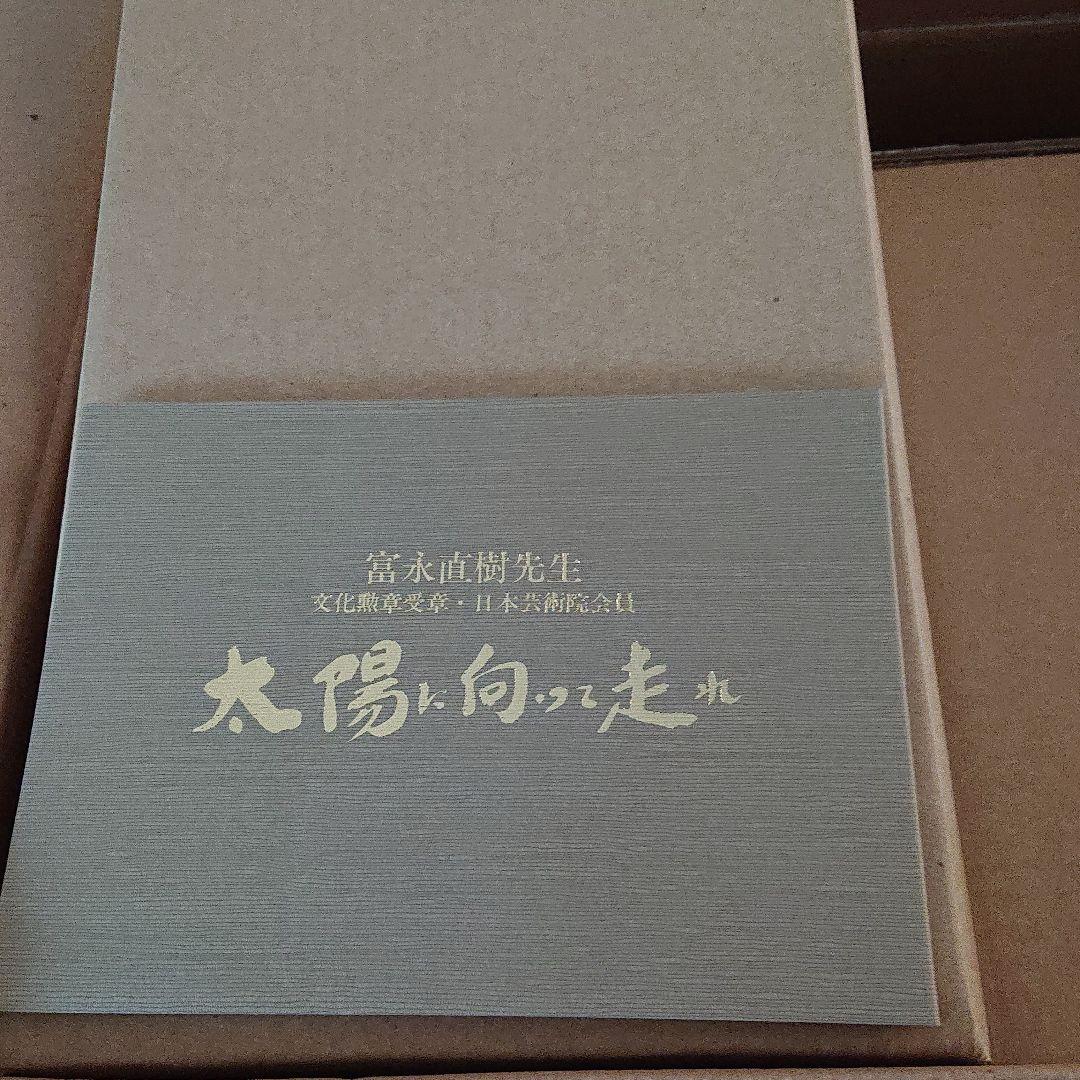 富永直樹先生
文化勲章受章・日本芸術院会員
太陽に向って走れ